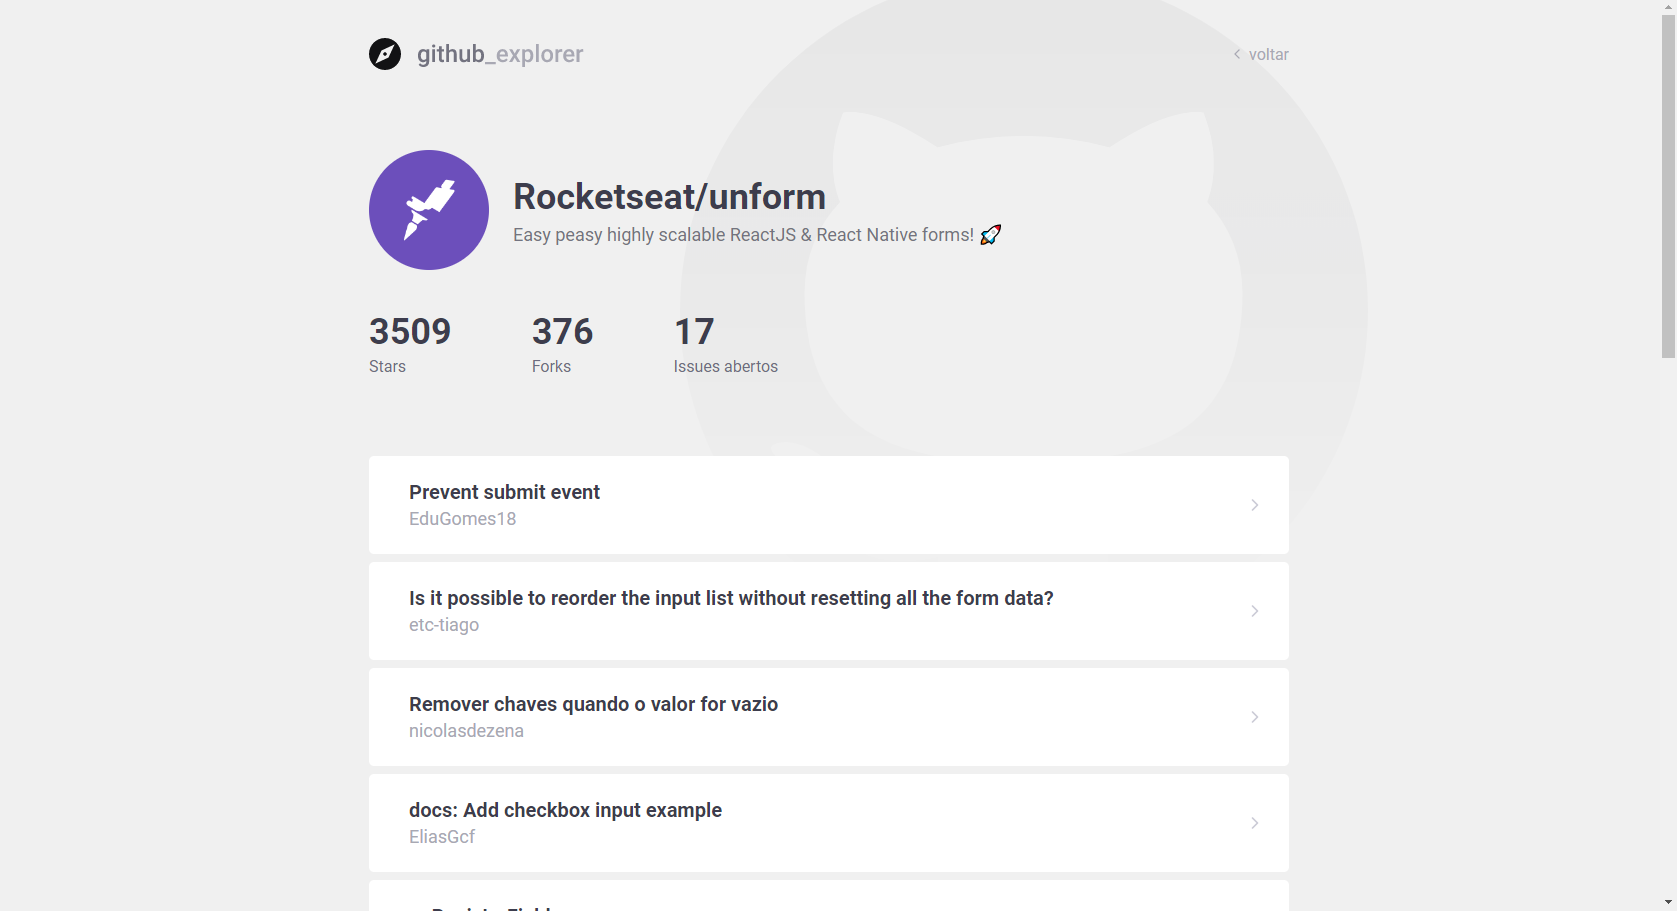 github_explorer
voltar
Rocketseat/unform
Easy peasy highly scalable ReactJS & React Native forms! 🚀
3509
376
17
Stars
Forks
Issues abertos
Prevent submit event
EduGomes18
Is it possible to reorder the input list without resetting all the form data?
etc-tiago
Remover chaves quando o valor for vazio
nicolasdezena
docs: Add checkbox input example
EliasGcf